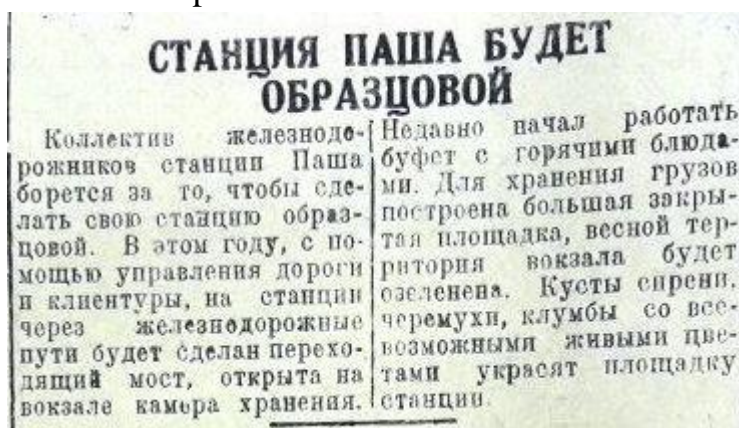 СТАНЦИЯ ПАША БУДЕТ
ОБРАЗЦОВОЙ
Коллектив железнодо-
рожников станции Паша
борется за то, чтобы сде-
лать свою станцию образ-
цовой. В этом году, с по-
мощью управления дороги
и клиентуры, на станции
через железнодорожные
пути будет сделан перехо-
дящий мост, открыта на
вокзале камера хранения.
Недавно начал работать
буфет с горячими блюда-
ми. Для хранения грузов
построена большая закры-
тая площадка, весной тер-
ритория вокзала будет
озеленена. Кусты сирени,
черемухи, клумбы со все-
возможными живыми цве-
тами украсят площадку
станции.